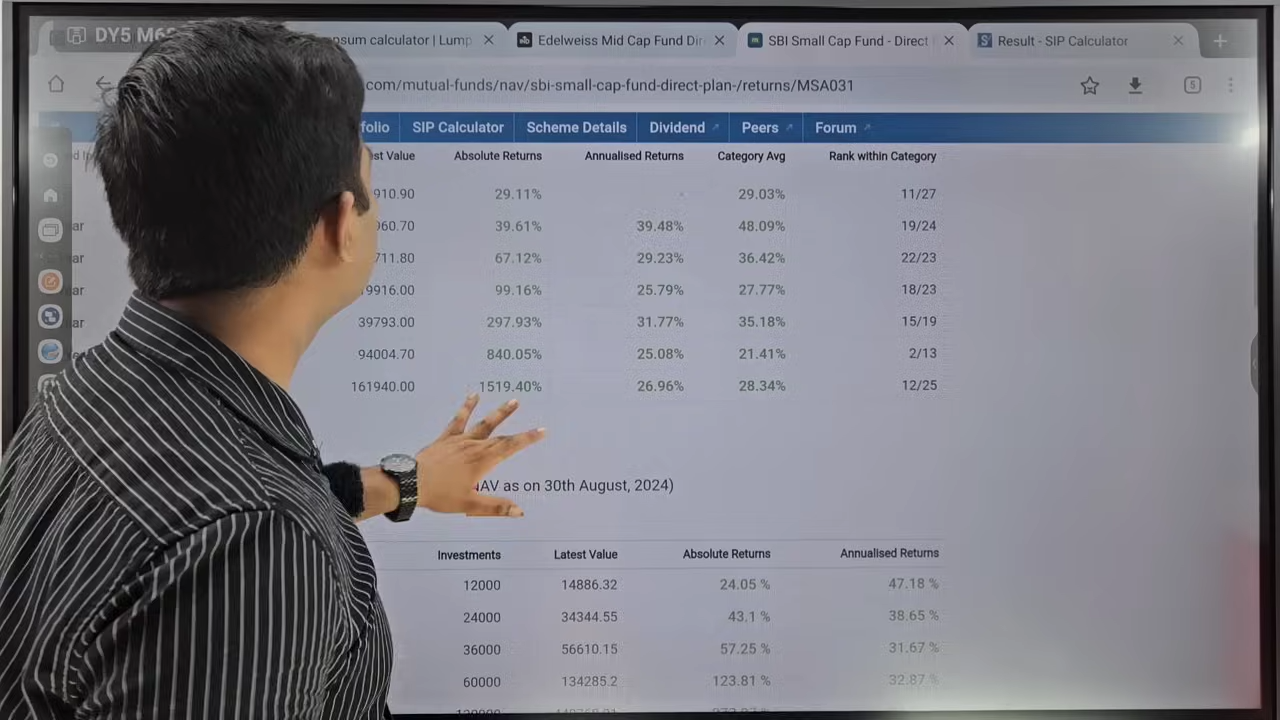 DY5 M6
psum calculator | Lump
Edelweiss Mid Cap Fund Dir
SBI Small Cap Fund - Direct
Result - SIP Calculator
com/mutual-funds/nav/sbi-small-cap-fund-direct-plan-/returns/MSA031
5
folio SIP Calculator Scheme Details Dividend Peers Forum
est Value Absolute Returns Annualised Returns Category Avg Rank within Category
910.90 29.11% - 29.03% 11/27
ar 960.70 39.61% 39.48% 48.09% 19/24
711.80 67.12% 29.23% 36.42% 22/23
ar 19916.00 99.16% 25.79% 27.77% 18/23
ar 39793.00 297.93% 31.77% 35.18% 15/19
94004.70 840.05% 25.08% 21.41% 2/13
161940.00 1519.40% 26.96% 28.34% 12/25
NAV as on 30th August, 2024)
Investments Latest Value Absolute Returns Annualised Returns
12000 14886.32 24.05 % 47.18 %
24000 34344.55 43.1 % 38.65 %
36000 56610.15 57.25 % 31.67 %
60000 134285.2 123.81 % 32.87 %